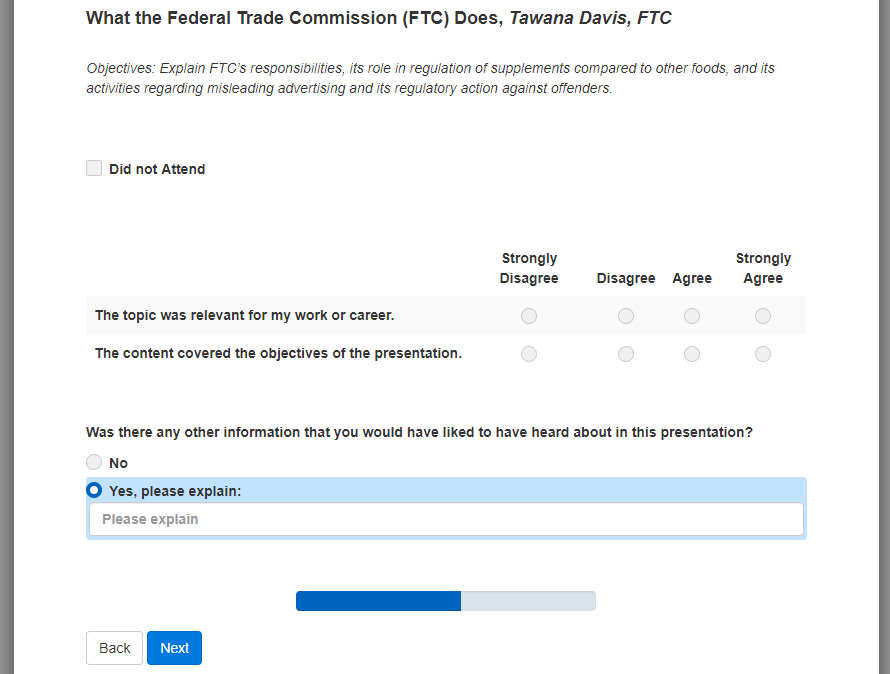 What the Federal Trade Commission (FTC) Does, Tawana Davis, FTC
Objectives: Explain FTC's responsibilities, its role in regulation of supplements compared to other foods, and its
activities regarding misleading advertising and its regulatory action against offenders.
Did not Attend
Strongly Disagree Disagree Agree Strongly Agree
The topic was relevant for my work or career.
The content covered the objectives of the presentation.
Was there any other information that you would have liked to have heard about in this presentation?
No
Yes, please explain:
Please explain
Back Next